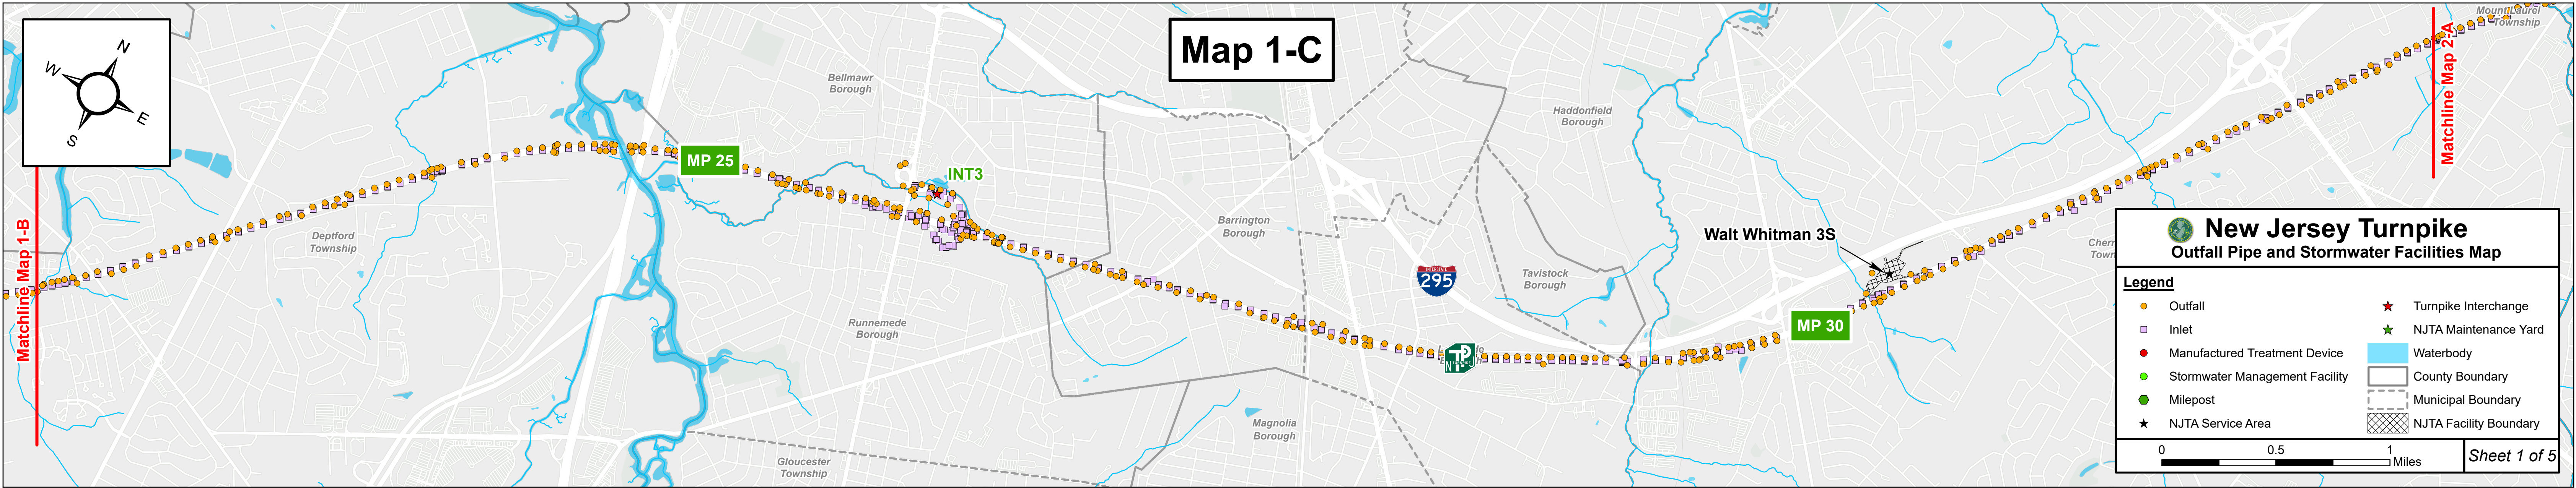 Map 1-C
N
W
E
S
Matchline Map 1-B
Matchline Map 2-A
Mount Laurel
Township
Bellmawr
Borough
Haddonfield
Borough
MP 25
INT3
Deptford
Township
Barrington
Borough
Walt Whitman 3S
Tavistock
Borough
INTERSTATE
295
Runnemede
Borough
MP 30
Magnolia
Borough
Gloucester
Township
New Jersey Turnpike
Outfall Pipe and Stormwater Facilities Map
Legend
Outfall
Inlet
Manufactured Treatment Device
Stormwater Management Facility
Milepost
NJTA Service Area
Turnpike Interchange
NJTA Maintenance Yard
Waterbody
County Boundary
Municipal Boundary
NJTA Facility Boundary
0 0.5 1
Miles
Sheet 1 of 5